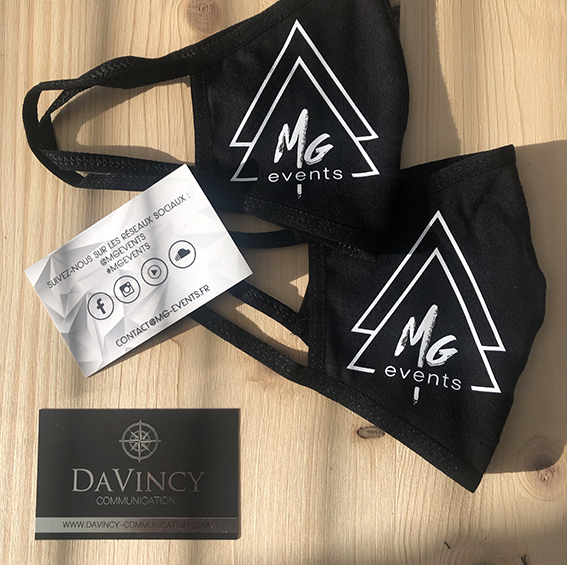 MG
events
MG
events
SUIVEZ-NOUS SUR LES RÉSEAUX SOCIAUX :
@MGEVENTS
#MGEVENTS
CONTACT@MG-EVENTS.FR
DAVINCY
COMMUNICATION
WWW.DAVINCY-COMMUNICATION.COM